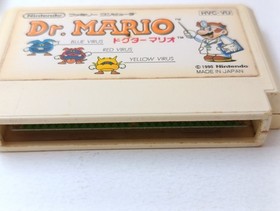 Nintendo ファミリーコンピュータ HVC-VU
Dr. MARIO
BLUE VIRUS
ドクターマリオ
RED VIRUS
YELLOW VIRUS
© 1990 Nintendo
MADE IN JAPAN